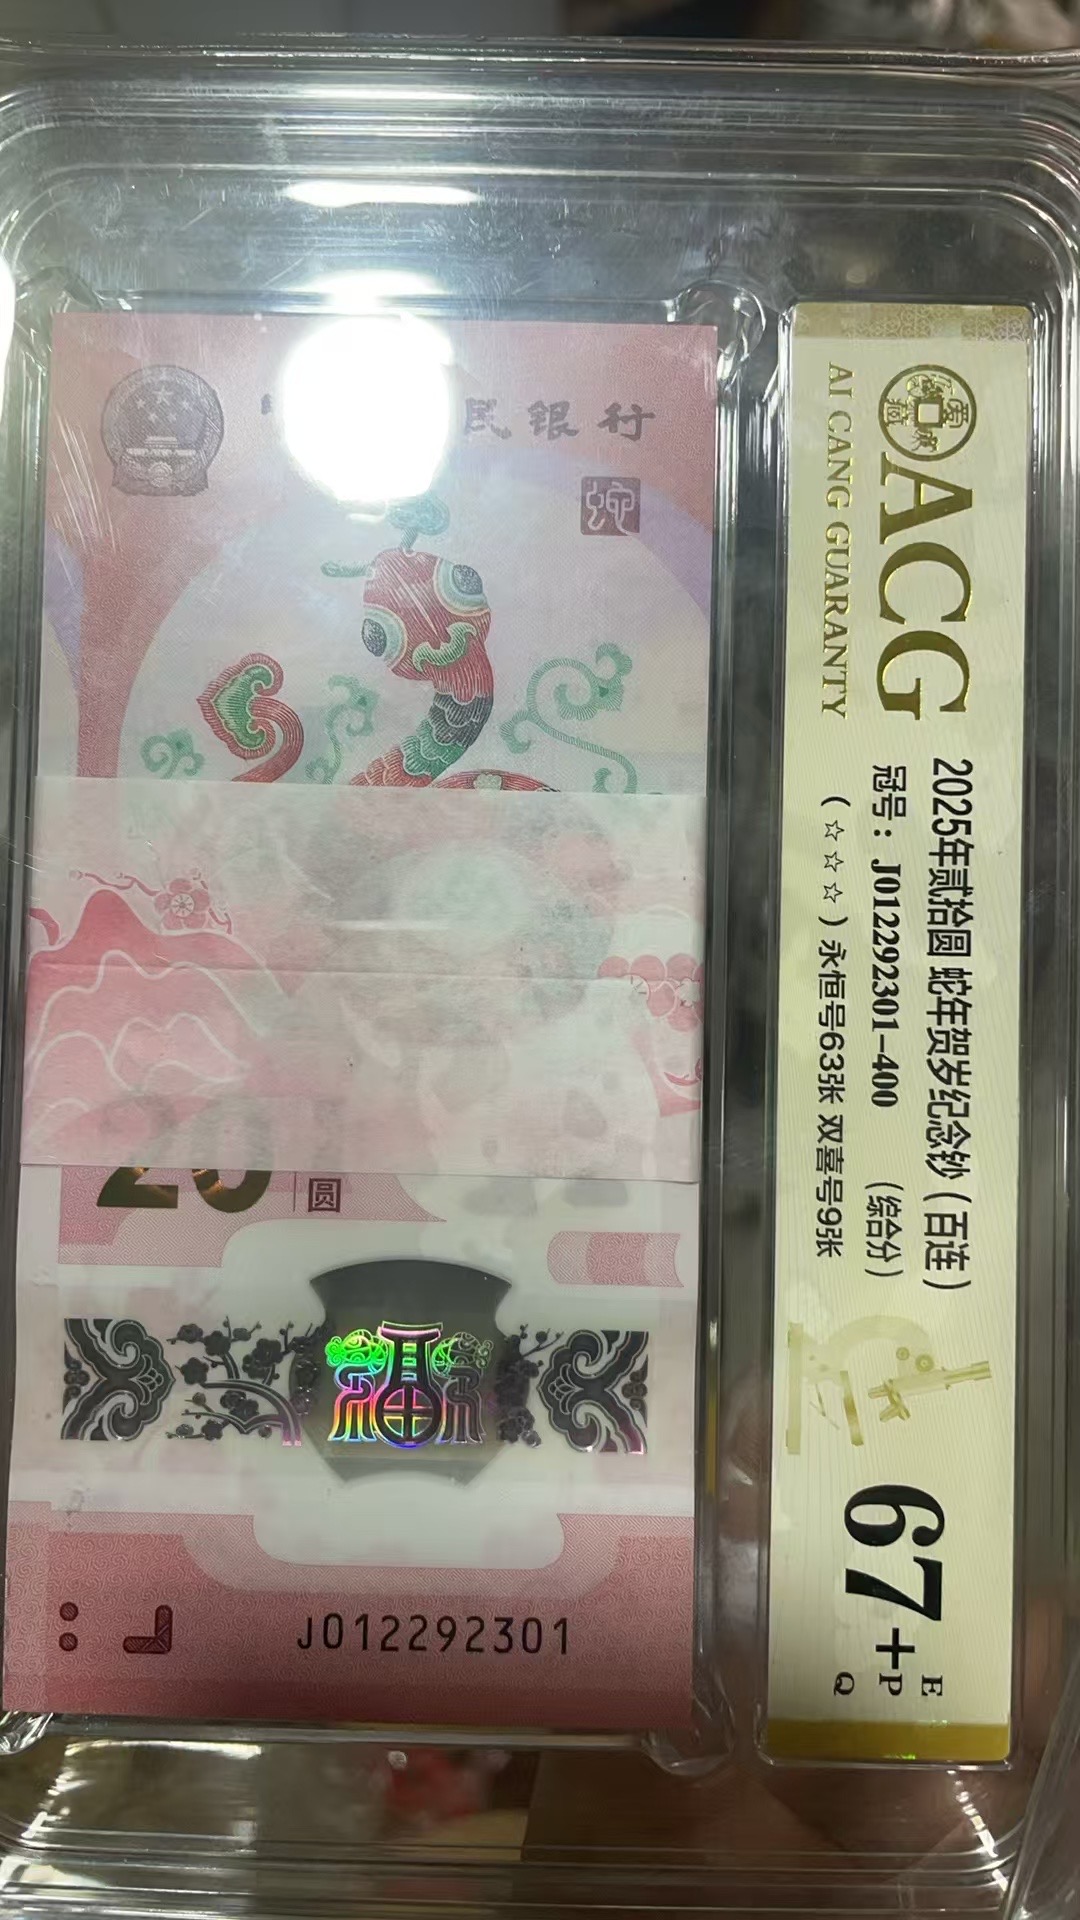 民银行
蛇
20
圆
J012292301
ACG
AI CANG GUARANTY
2025年贰拾圆 蛇年贺岁纪念钞（百连）
冠号：J012292301-400 （综合分）
（☆☆☆）永恒号63张 双喜号9张
67+
E
P
Q